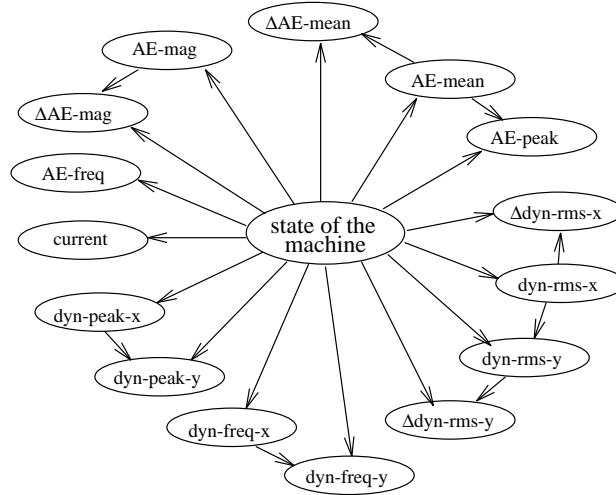 ΔAE-mean
AE-mag
AE-mean
ΔAE-mag
AE-peak
AE-freq
Δdyn-rms-x
state of the
machine
current
dyn-rms-x
dyn-peak-x
dyn-rms-y
dyn-peak-y
Δdyn-rms-y
dyn-freq-x
dyn-freq-y